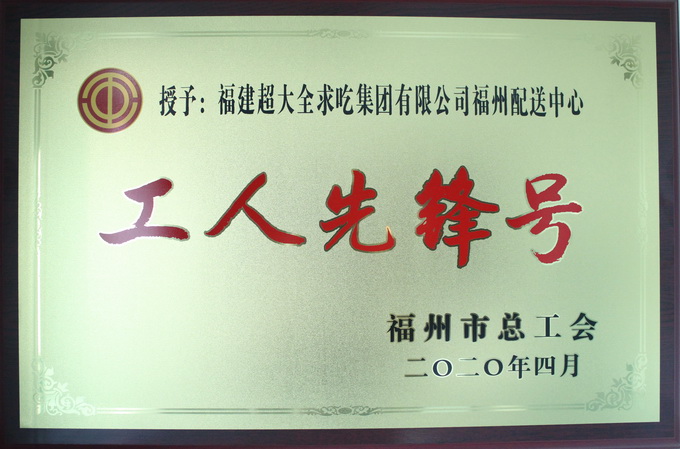 授予：福建超大全求吃集团有限公司福州配送中心
工人先锋号
福州市总工会
二〇二〇年四月